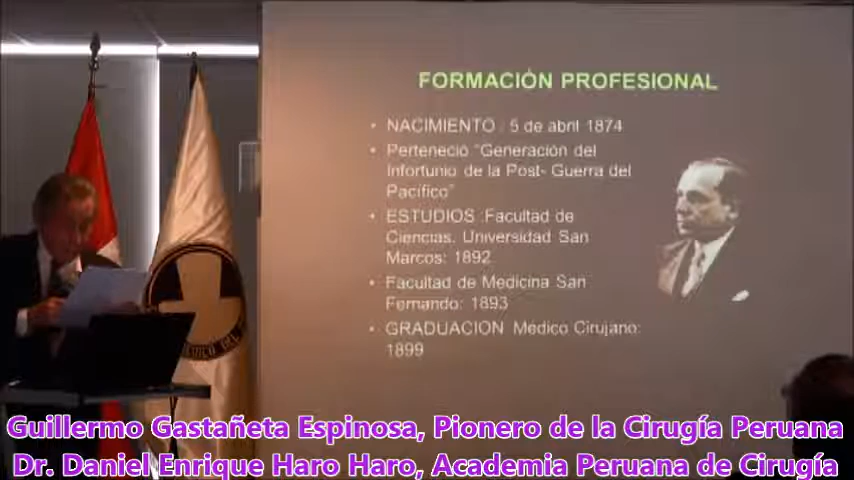 FORMACIÓN PROFESIONAL
• NACIMIENTO : 5 de abril 1874
• Perteneció "Generación del
Infortunio de la Post- Guerra del
Pacífico"
• ESTUDIOS :Facultad de
Ciencias. Universidad San
Marcos: 1892
• Facultad de Medicina San
Fernando: 1893
• GRADUACION Médico Cirujano:
1899
Guillermo Gastañeta Espinosa, Pionero de la Cirugía Peruana
Dr. Daniel Enrique Haro Haro, Academia Peruana de Cirugía